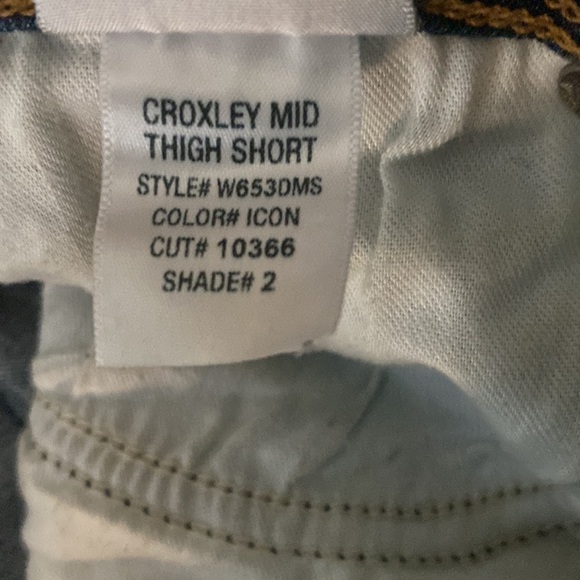 CROXLEY MID
THIGH SHORT
STYLE# W653DMS
COLOR# ICON
CUT# 10366
SHADE# 2